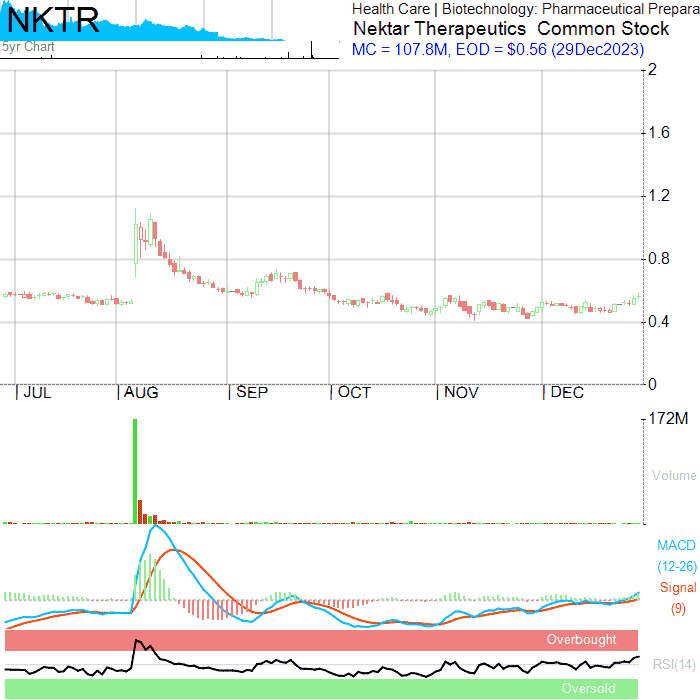 NKTR
5yr Chart
Health Care | Biotechnology: Pharmaceutical Prepara
Nektar Therapeutics Common Stock
MC = 107.8M, EOD = $0.56 (29Dec2023)
2
1.6
1.2
0.8
0.4
0
JUL AUG SEP OCT NOV DEC
172M
Volume
MACD
(12-26)
Signal
(9)
Overbought
RSI(14)
Oversold